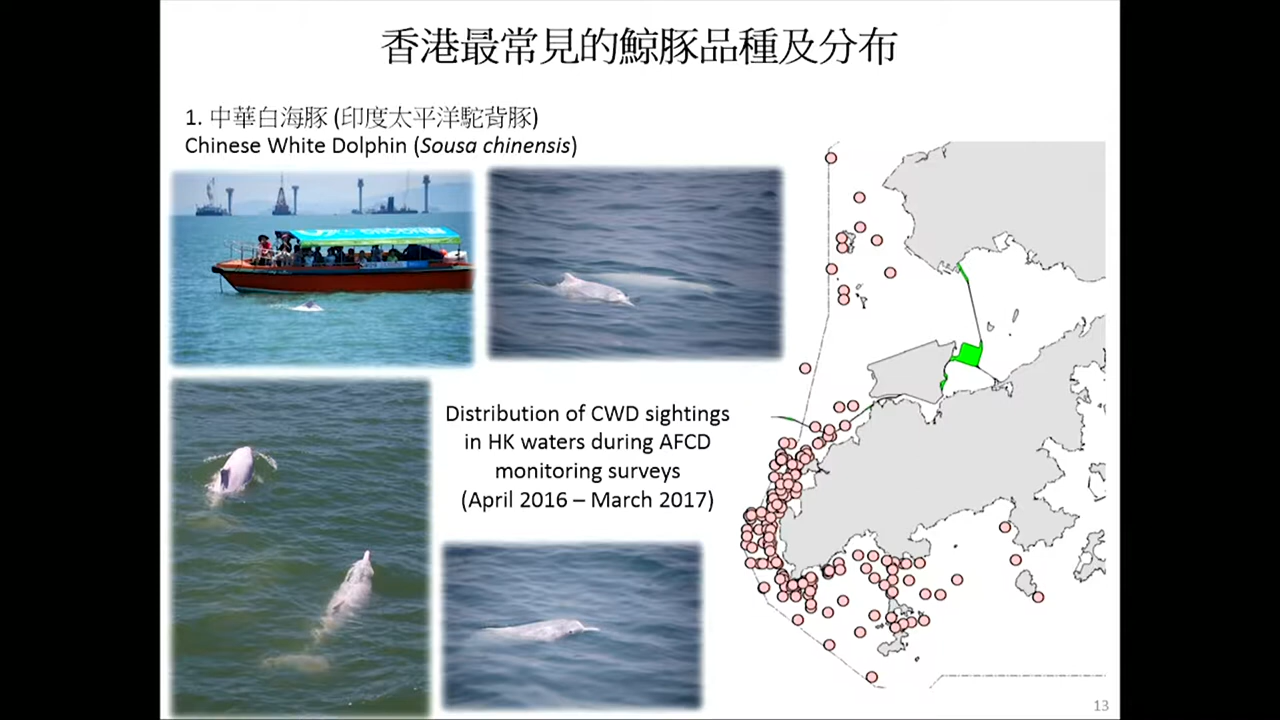 香港最常見的鯨豚品種及分布
1. 中華白海豚 (印度太平洋駝背豚)
Chinese White Dolphin (Sousa chinensis)
Distribution of CWD sightings
in HK waters during AFCD
monitoring surveys
(April 2016 – March 2017)
13